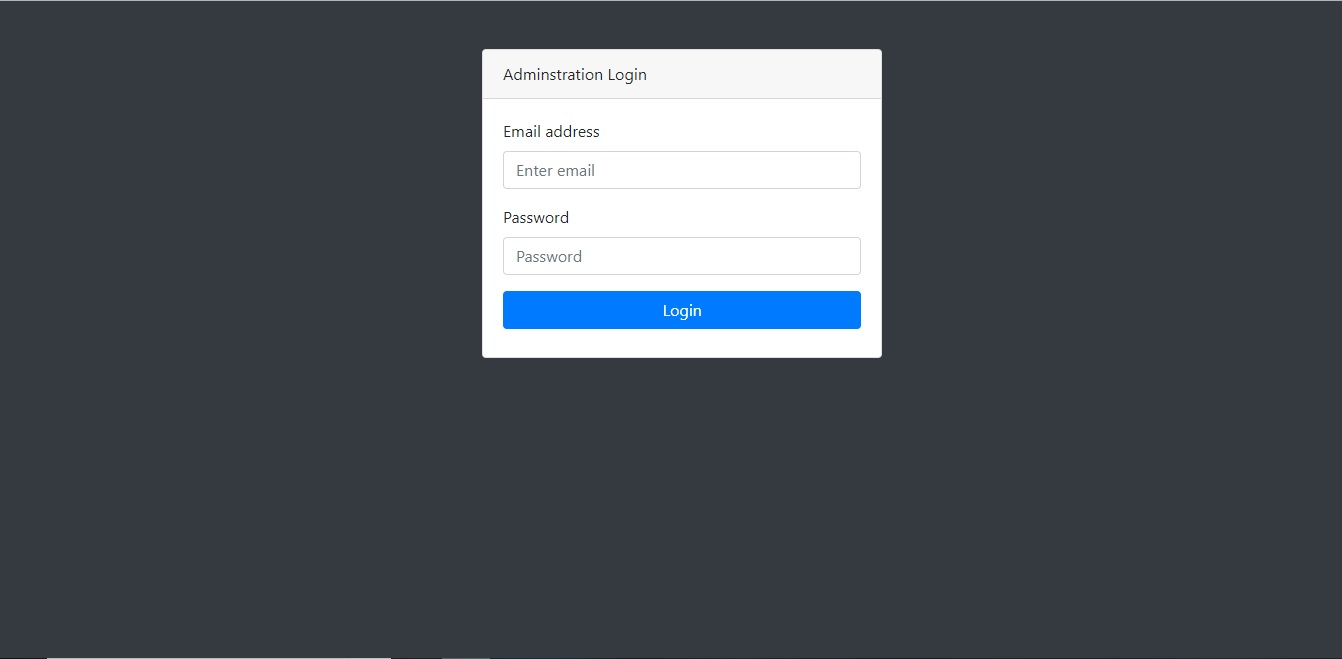 Adminstration Login
Email address
Enter email
Password
Password
Login